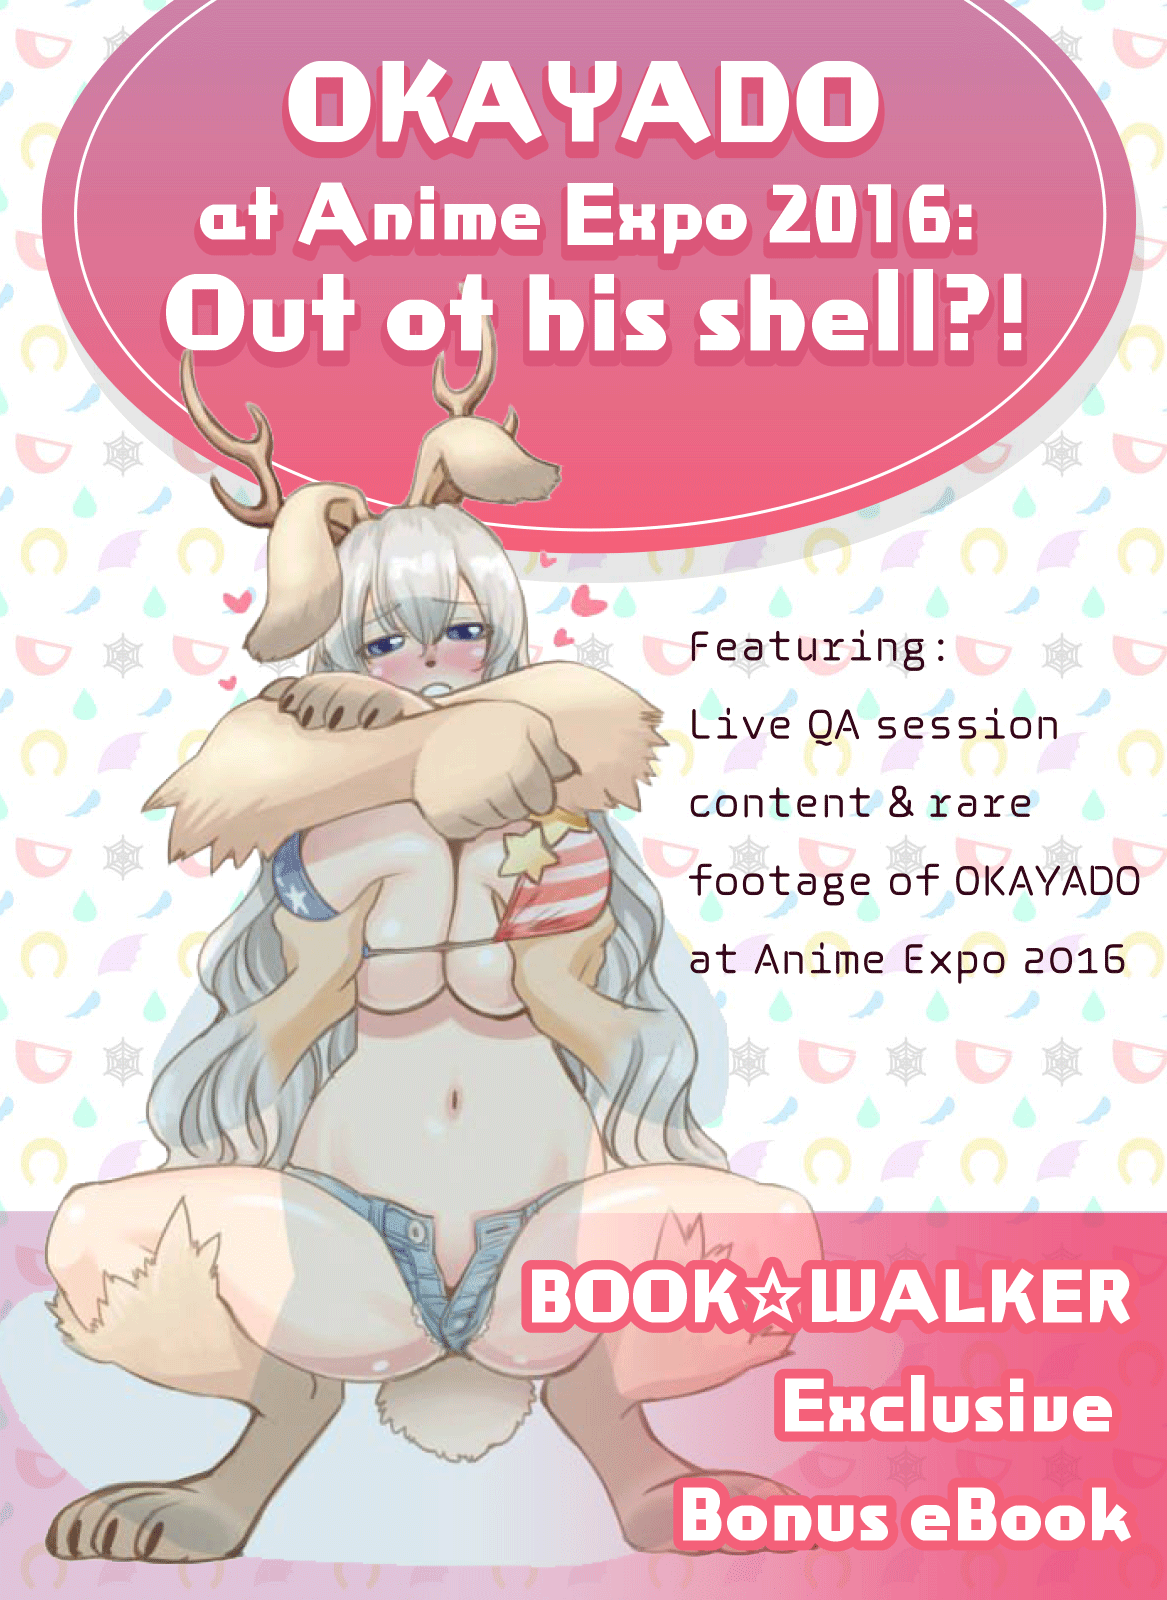 OKAYADO
at Anime Expo 2016:
Out of his shell?!
Featuring:
Live QA session
content & rare
footage of OKAYADO
at Anime Expo 2016
BOOK☆WALKER
Exclusive
Bonus eBook